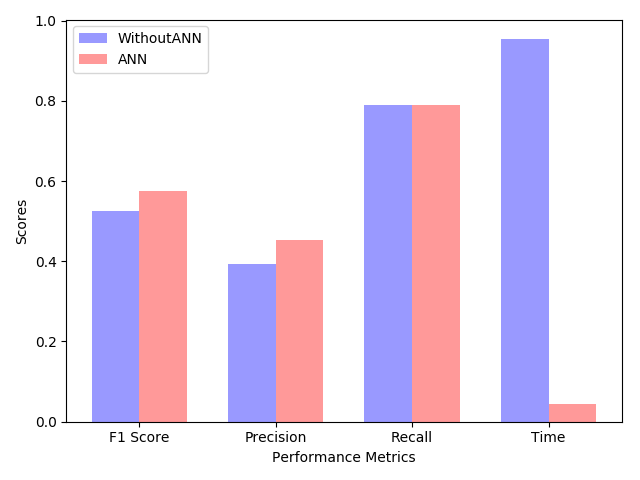 WithoutANN
ANN
1.0
0.8
0.6
0.4
0.2
0.0
Scores
F1 Score Precision Recall Time
Performance Metrics